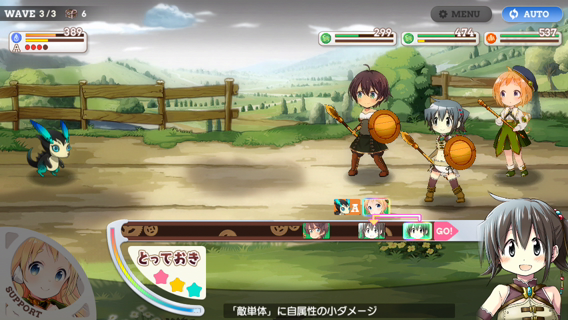 WAVE 3/3 6
MENU
AUTO
389
A
299
474
537
A
GO!
とっておき
SUPPORT
「敵単体」に自属性の小ダメージ